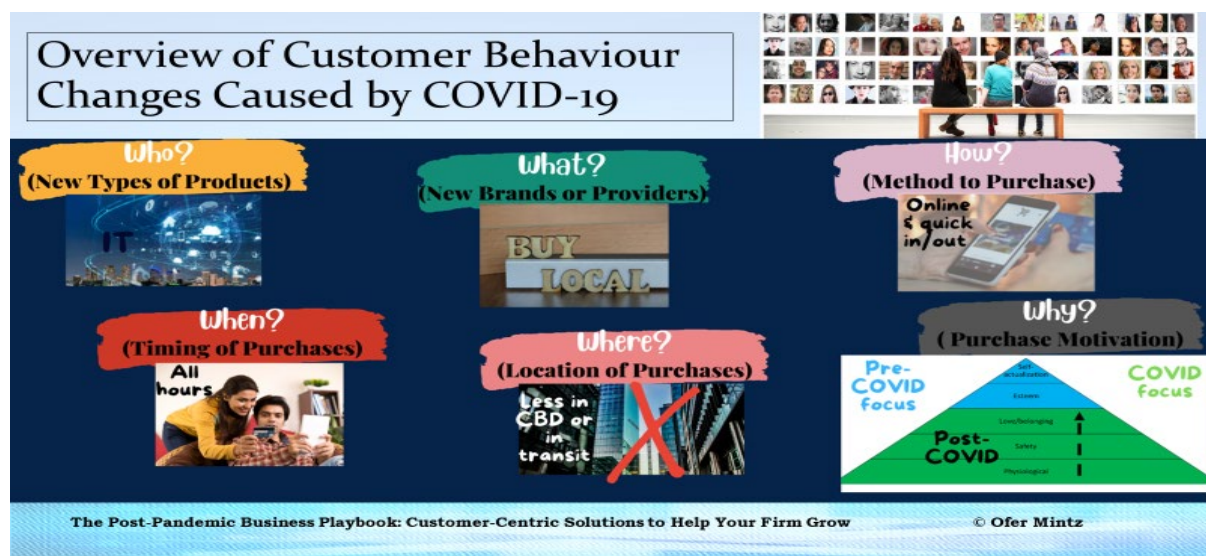 Overview of Customer Behaviour
Changes Caused by COVID-19
Who?
(New Types of Products)
IT
What?
(New Brands or Providers)
BUY
LOCAL
How?
(Method to Purchase)
Online
& quick
in/out
When?
(Timing of Purchases)
All
hours
Where?
(Location of Purchases)
Less in
CBD or
in
transit
Why?
(Purchase Motivation)
Pre-
COVID
focus
COVID
focus
Self-
actualization
Esteem
Love/belonging
Safety
Physiological
Post-
COVID
The Post-Pandemic Business Playbook: Customer-Centric Solutions to Help Your Firm Grow © Ofer Mintz